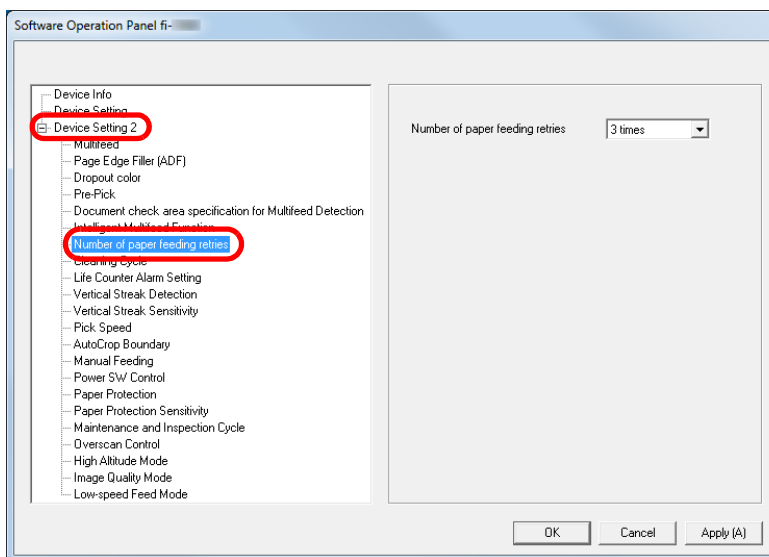 Software Operation Panel fi-
Device Info
Device Setting
Device Setting 2
Multifeed
Page Edge Filler (ADF)
Dropout color
Pre-Pick
Document check area specification for Multifeed Detection
Intelligent Multifeed Function
Number of paper feeding retries
Cleaning Cycle
Life Counter Alarm Setting
Vertical Streak Detection
Vertical Streak Sensitivity
Pick Speed
AutoCrop Boundary
Manual Feeding
Power SW Control
Paper Protection
Paper Protection Sensitivity
Maintenance and Inspection Cycle
Overscan Control
High Altitude Mode
Image Quality Mode
Low-speed Feed Mode
Number of paper feeding retries 3 times
OK Cancel Apply (A)